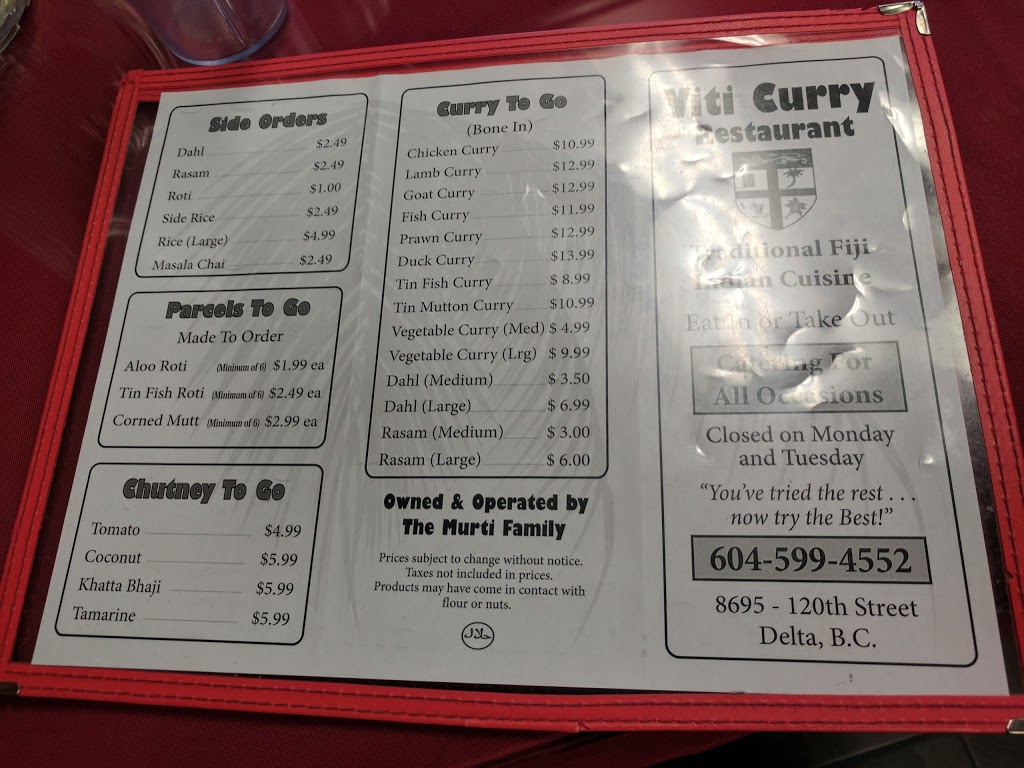 Side Orders
Dahl $2.49
Rasam $2.49
Roti $1.00
Side Rice $2.49
Rice (Large) $4.99
Masala Chai $2.49
Parcels To Go
Made To Order
Aloo Roti (Minimum of 6) $1.99 ea
Tin Fish Roti (Minimum of 6) $2.49 ea
Corned Mutt (Minimum of 6) $2.99 ea
Chutney To Go
Tomato $4.99
Coconut $5.99
Khatta Bhaji $5.99
Tamarine $5.99
Curry To Go
(Bone In)
Chicken Curry $10.99
Lamb Curry $12.99
Goat Curry $12.99
Fish Curry $11.99
Prawn Curry $12.99
Duck Curry $13.99
Tin Fish Curry $ 8.99
Tin Mutton Curry $10.99
Vegetable Curry (Med) $ 4.99
Vegetable Curry (Lrg) $ 9.99
Dahl (Medium) $ 3.50
Dahl (Large) $ 6.99
Rasam (Medium) $ 3.00
Rasam (Large) $ 6.00
Owned & Operated by
The Murti Family
Prices subject to change without notice.
Taxes not included in prices.
Products may have come in contact with
flour or nuts.
حلال
Viti Curry
Restaurant
Traditional Fiji
Indian Cuisine
Eat in or Take Out
Catering For
All Occasions
Closed on Monday
and Tuesday
"You've tried the rest . . .
now try the Best!"
604-599-4552
8695 - 120th Street
Delta, B.C.